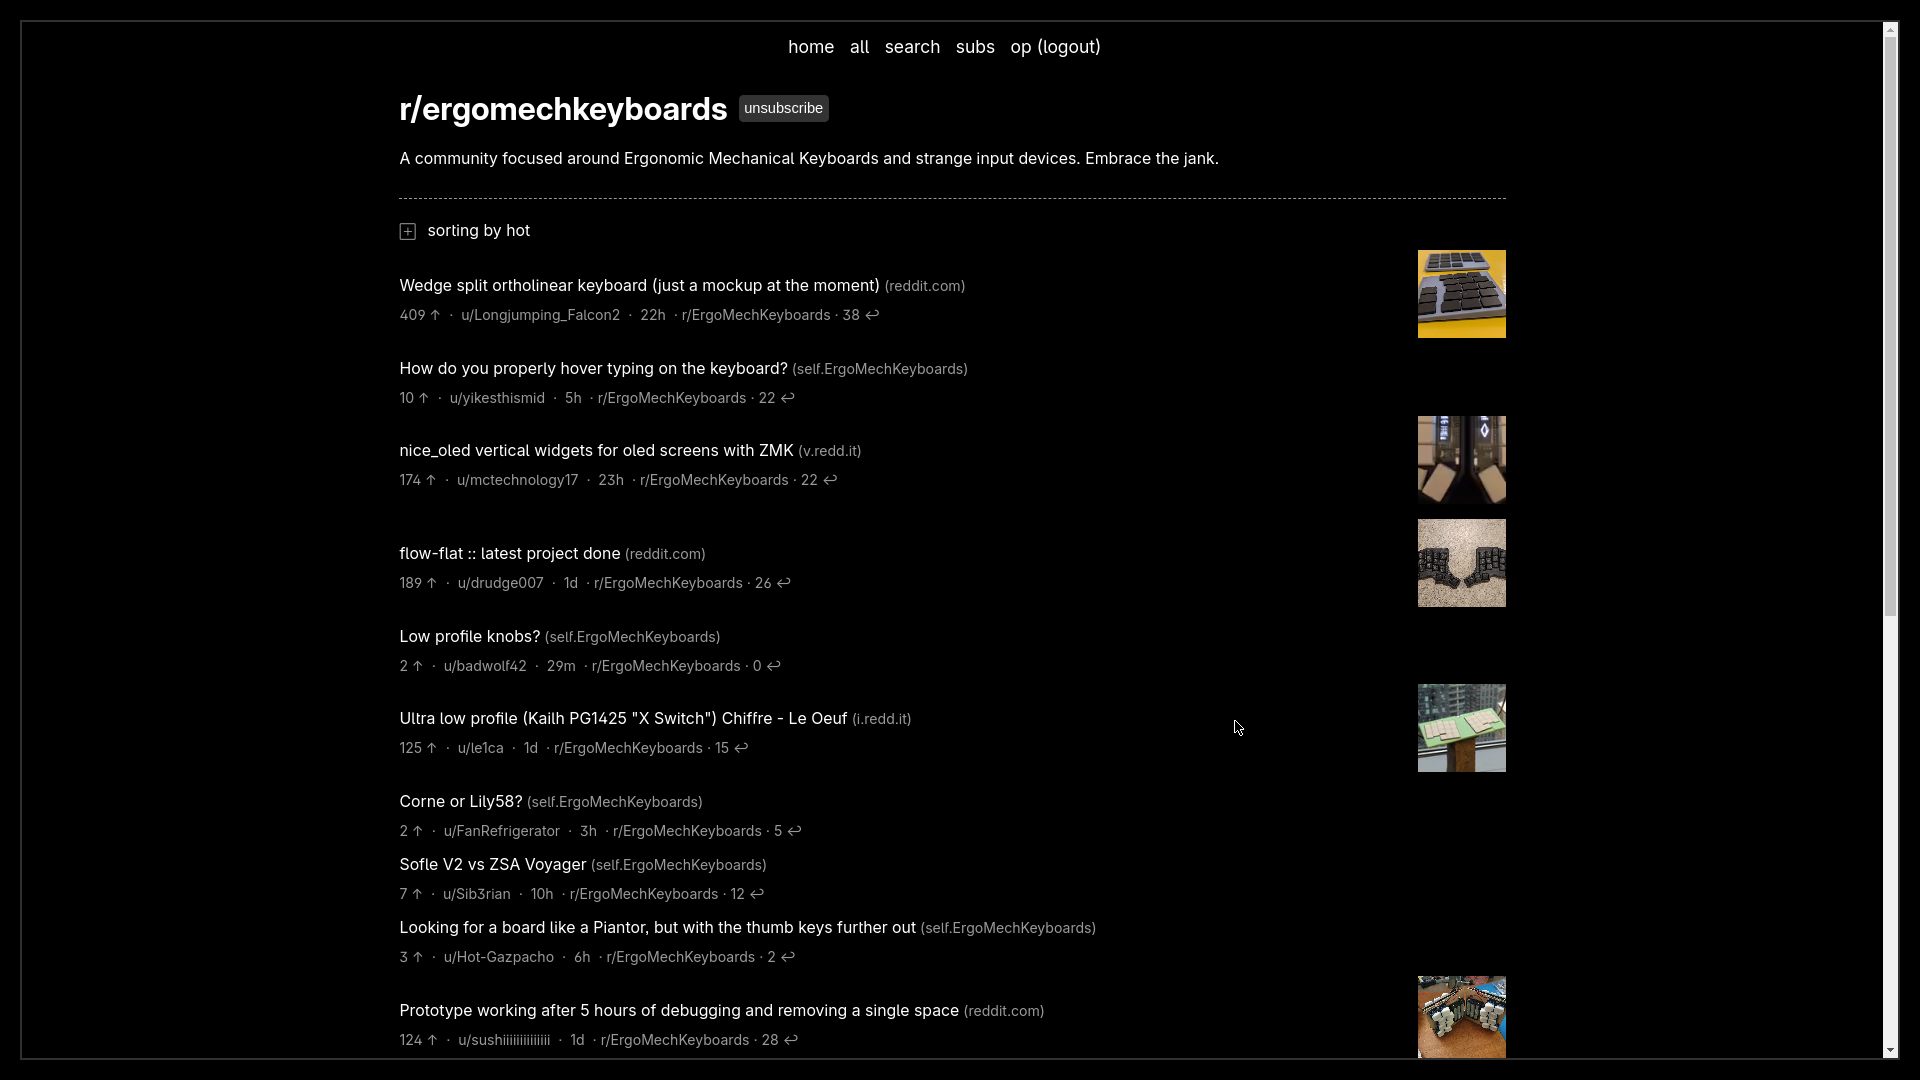 home all search subs op (logout)
r/ergomechkeyboards unsubscribe
A community focused around Ergonomic Mechanical Keyboards and strange input devices. Embrace the jank.
sorting by hot
Wedge split ortholinear keyboard (just a mockup at the moment) (reddit.com)
409 ↑ · u/Longjumping_Falcon2 · 22h · r/ErgoMechKeyboards · 38 ↩
How do you properly hover typing on the keyboard? (self.ErgoMechKeyboards)
10 ↑ · u/yikesthismid · 5h · r/ErgoMechKeyboards · 22 ↩
nice_oled vertical widgets for oled screens with ZMK (v.redd.it)
174 ↑ · u/mctechnology17 · 23h · r/ErgoMechKeyboards · 22 ↩
flow-flat :: latest project done (reddit.com)
189 ↑ · u/drudge007 · 1d · r/ErgoMechKeyboards · 26 ↩
Low profile knobs? (self.ErgoMechKeyboards)
2 ↑ · u/badwolf42 · 29m · r/ErgoMechKeyboards · 0 ↩
Ultra low profile (Kailh PG1425 "X Switch") Chiffre - Le Oeuf (i.redd.it)
125 ↑ · u/le1ca · 1d · r/ErgoMechKeyboards · 15 ↩
Corne or Lily58? (self.ErgoMechKeyboards)
2 ↑ · u/FanRefrigerator · 3h · r/ErgoMechKeyboards · 5 ↩
Sofle V2 vs ZSA Voyager (self.ErgoMechKeyboards)
7 ↑ · u/Sib3rian · 10h · r/ErgoMechKeyboards · 12 ↩
Looking for a board like a Piantor, but with the thumb keys further out (self.ErgoMechKeyboards)
3 ↑ · u/Hot-Gazpacho · 6h · r/ErgoMechKeyboards · 2 ↩
Prototype working after 5 hours of debugging and removing a single space (reddit.com)
124 ↑ · u/sushiiiiiiiiiiiiiii · 1d · r/ErgoMechKeyboards · 28 ↩